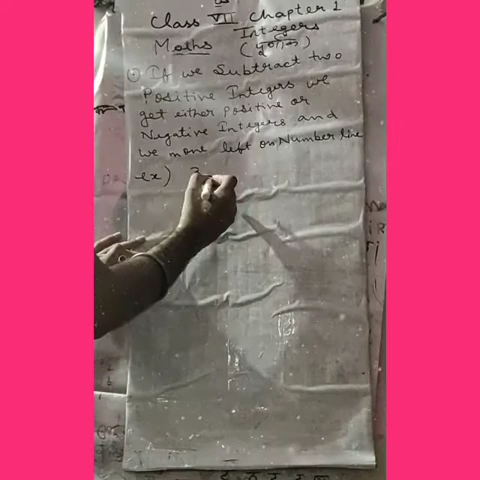 Class VII Chapter 1
Integers
Maths (पूर्णांक)
If we Subtract two
Positive Integers we
get either positive or
Negative Integers and
we move left on Number line
ex)